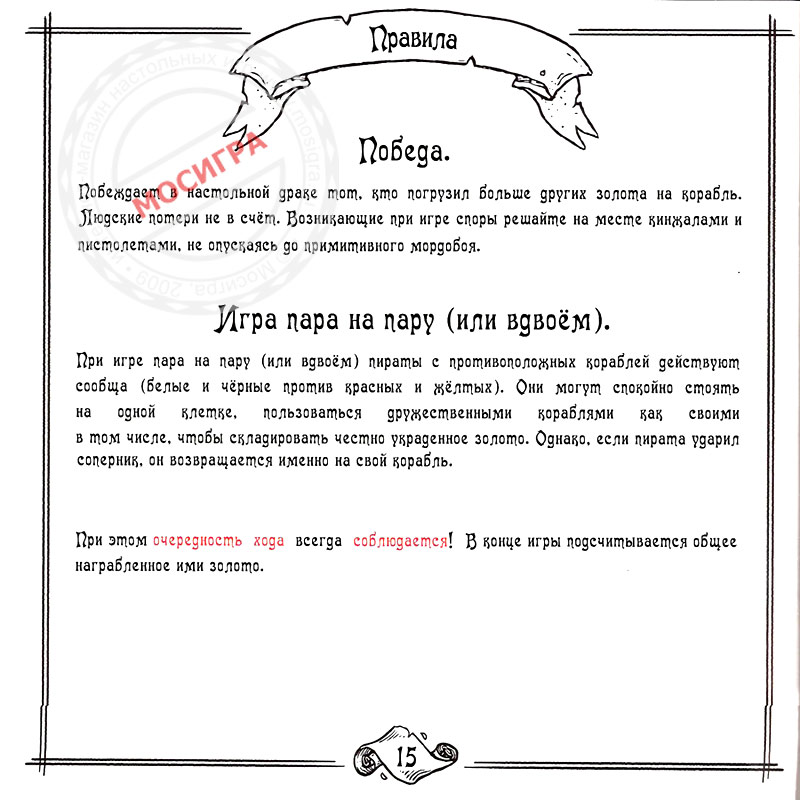 Правила
магазин настольных и
mosigra
МОСИГРА
Мосигра, 2009
Победа.
Побеждает в настольной драке тот, кто погрузил больше других золота на корабль.
Людские потери не в счёт. Возникающие при игре споры решайте на месте кинжалами и
пистолетами, не опускаясь до примитивного мордобоя.
Игра пара на пару (или вдвоём).
При игре пара на пару (или вдвоём) пираты с противоположных кораблей действуют
сообща (белые и чёрные против красных и жёлтых). Они могут спокойно стоять
на одной клетке, пользоваться дружественными кораблями как своими
в том числе, чтобы складировать честно украденное золото. Однако, если пирата ударил
соперник, он возвращается именно на свой корабль.
При этом очередность хода всегда соблюдается! В конце игры подсчитывается общее
награбленное ими золото.
15